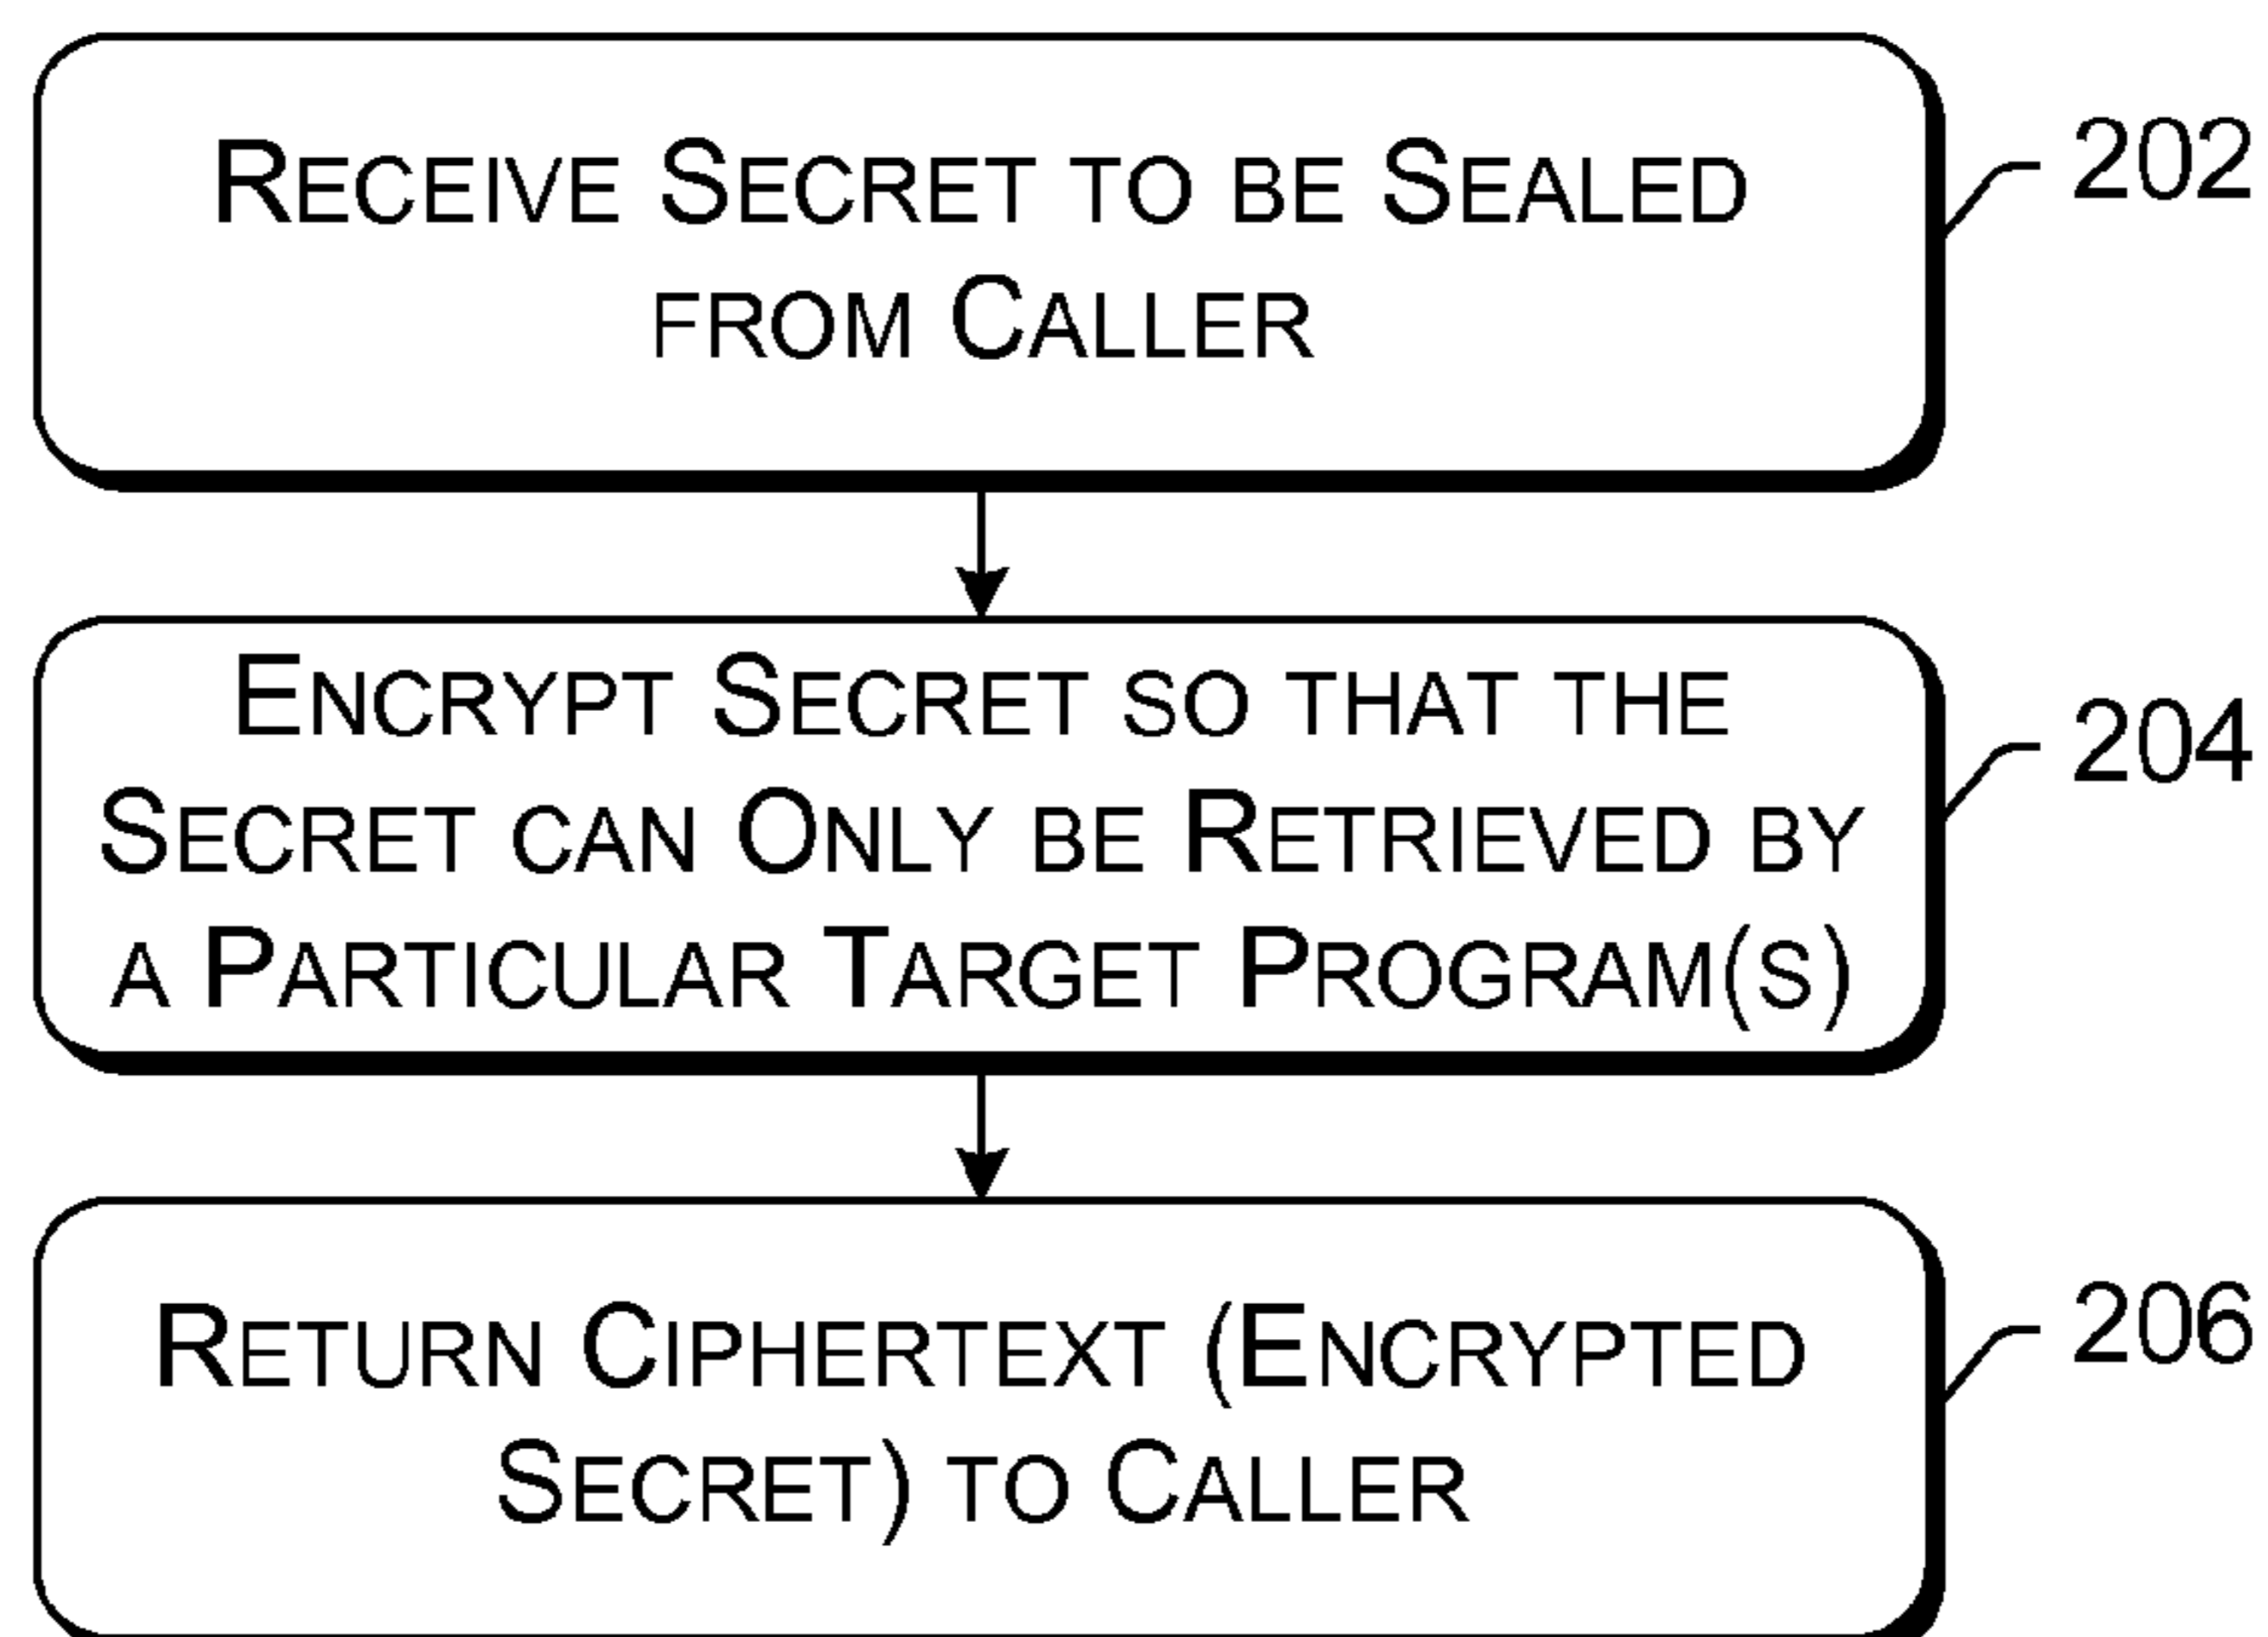 Receive Secret to be Sealed
from Caller
202
Encrypt Secret so that the
Secret can Only be Retrieved by
a Particular Target Program(s)
204
Return Ciphertext (Encrypted
Secret) to Caller
206